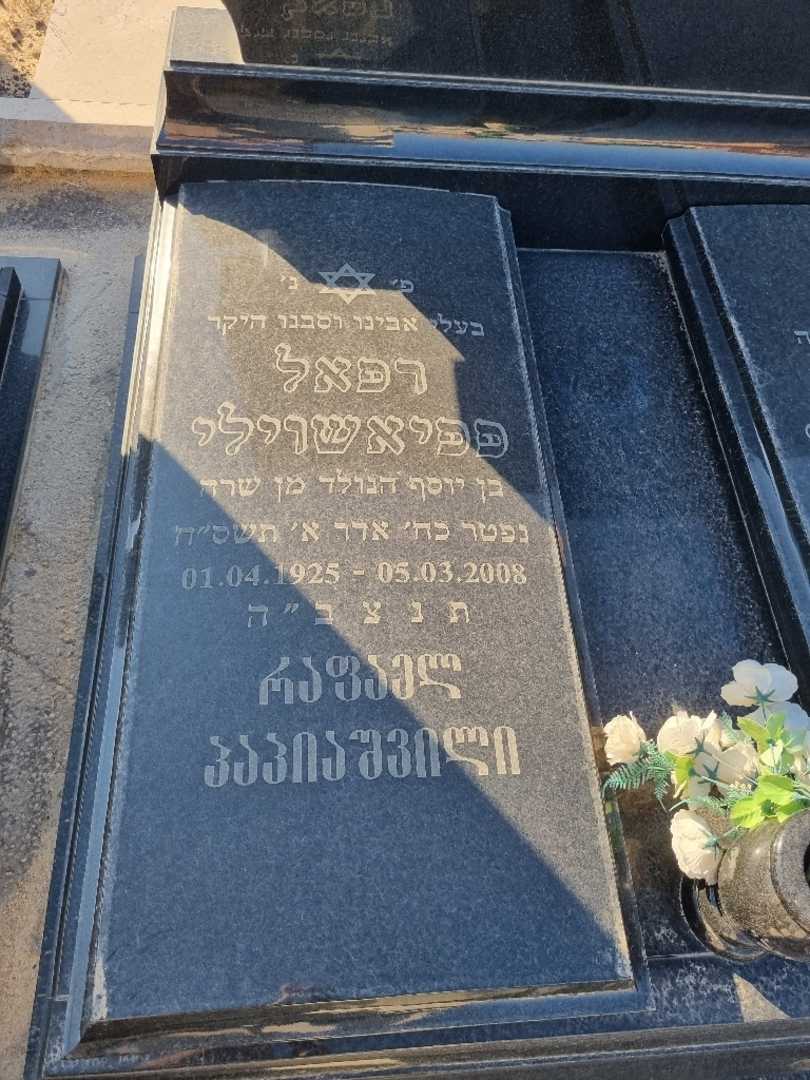 פ׳ נ׳
בעלי אבינו וסבנו היקר
רפאל
פפיאשוילי
בן יוסף הנולד מן שרה
נפטר כח׳ אדר א׳ תשס״ח
01.04.1925 - 05.03.2008
ת נ צ ב ״ ה
რაფაელ
პაპიაშვილი